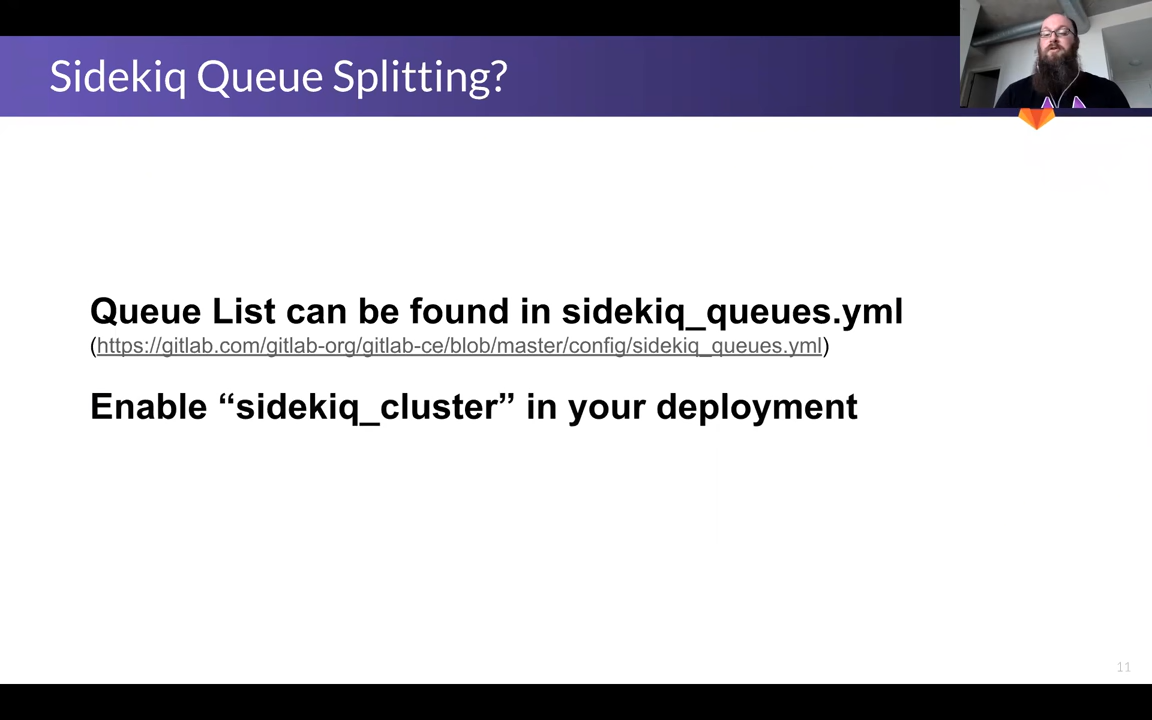 Sidekiq Queue Splitting?
Queue List can be found in sidekiq_queues.yml
(https://gitlab.com/gitlab-org/gitlab-ce/blob/master/config/sidekiq_queues.yml)
Enable “sidekiq_cluster” in your deployment
11